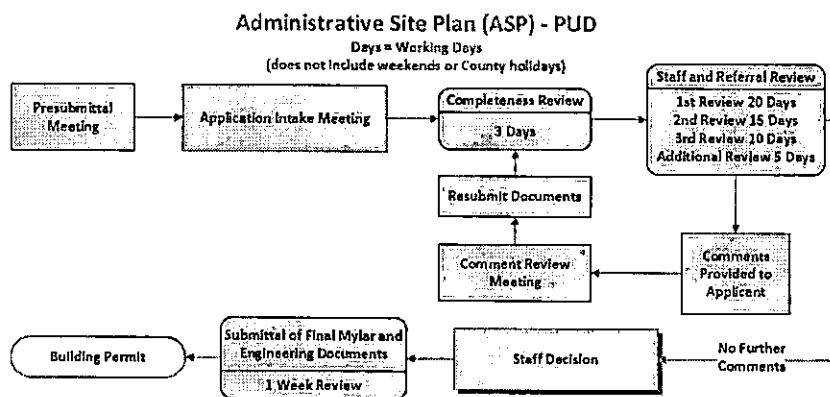 Administrative Site Plan (ASP) - PUD
Days = Working Days
(does not include weekends or County holidays)
Presubmittal
Meeting
Application Intake Meeting
Completeness Review
3 Days
Staff and Referral Review
1st Review 20 Days
2nd Review 15 Days
3rd Review 10 Days
Additional Review 5 Days
Resubmit Documents
Comment Review
Meeting
Comments
Provided to
Applicant
Building Permit
Submittal of Final Mylar and
Engineering Documents
1 Week Review
Staff Decision
No Further
Comments